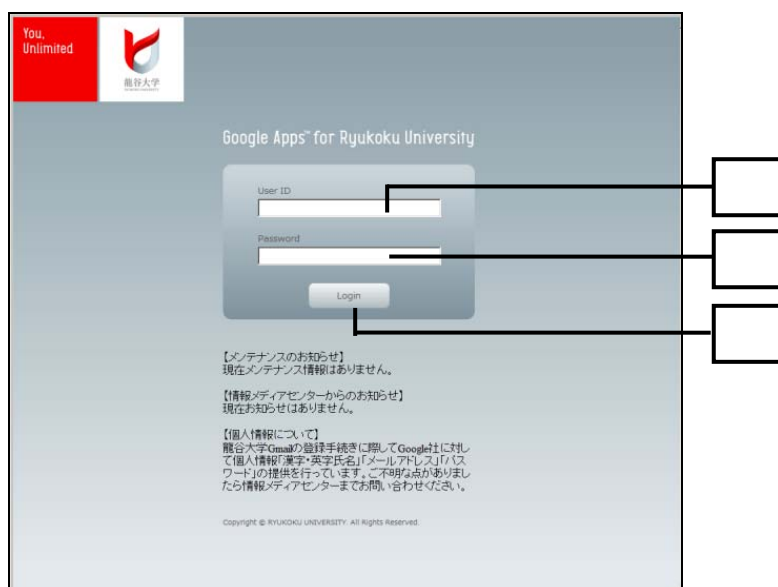 You,
Unlimited
龍谷大学
RYUKOKU UNIVERSITY
Google Apps™ for Ryukoku University
User ID
Password
Login
【メンテナンスのお知らせ】
現在メンテナンス情報はありません。
【情報メディアセンターからのお知らせ】
現在お知らせはありません。
【個人情報について】
龍谷大学Gmailの登録手続きに際してGoogle社に対し
て個人情報「漢字・英字氏名」「メールアドレス」「パス
ワード」の提供を行っています。ご不明な点がありまし
たら情報メディアセンターまでお問い合わせください。
Copyright © RYUKOKU UNIVERSITY. All Rights Reserved.